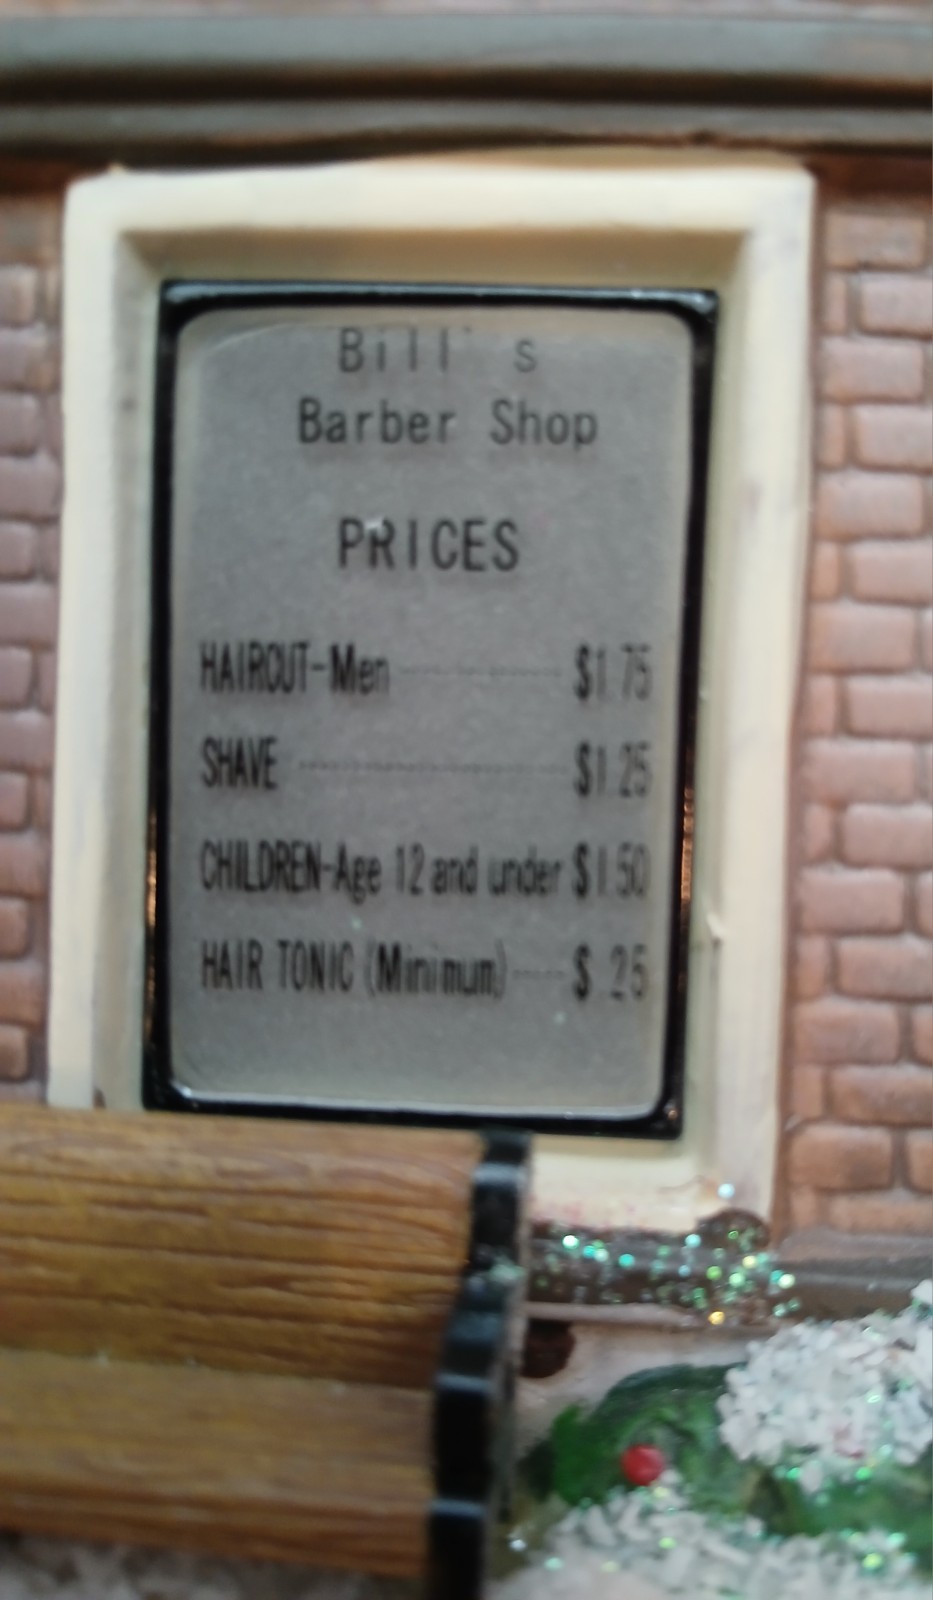 Bill's
Barber Shop
PRICES
HAIRCUT-Men ---------- $1.75
SHAVE ---------------- $1.25
CHILDREN-Age 12 and under $1.50
HAIR TONIC (Minimum)---- $ .25